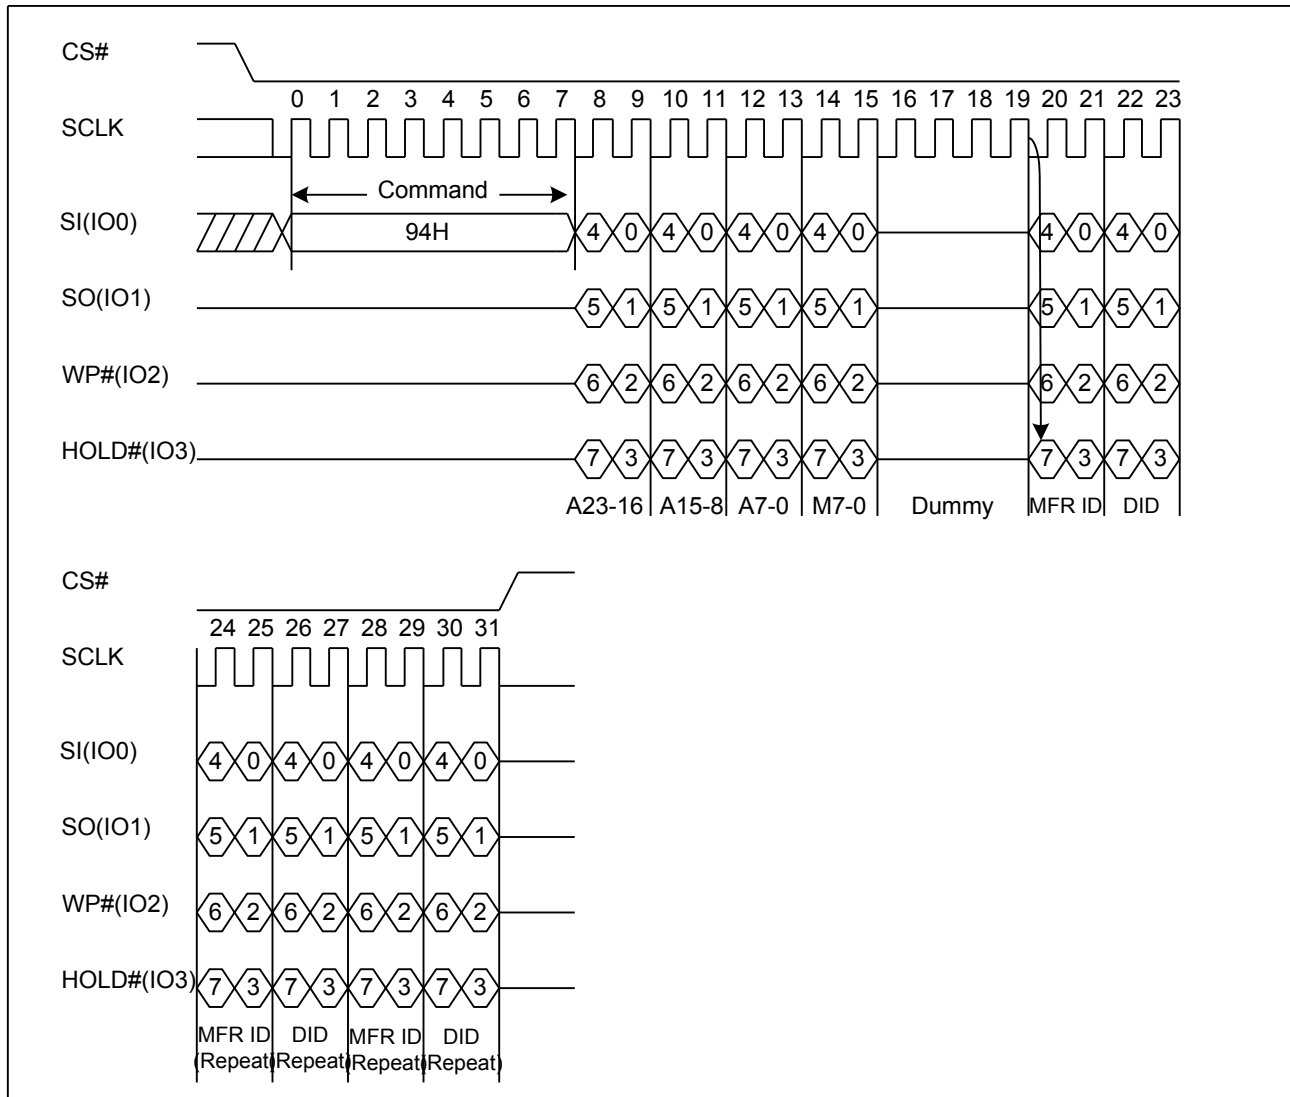 CS#
0 1 2 3 4 5 6 7 8 9 10 11 12 13 14 15 16 17 18 19 20 21 22 23
SCLK
Command
SI(IO0) 94H 4 0 4 0 4 0 4 0 4 0 4 0
SO(IO1) 5 1 5 1 5 1 5 1 5 1 5 1
WP#(IO2) 6 2 6 2 6 2 6 2 6 2 6 2
HOLD#(IO3) 7 3 7 3 7 3 7 3 7 3 7 3
A23-16 A15-8 A7-0 M7-0 Dummy MFR ID DID
CS#
24 25 26 27 28 29 30 31
SCLK
SI(IO0) 4 0 4 0 4 0 4 0
SO(IO1) 5 1 5 1 5 1 5 1
WP#(IO2) 6 2 6 2 6 2 6 2
HOLD#(IO3) 7 3 7 3 7 3 7 3
MFR ID DID MFR ID DID
(Repeat) (Repeat) (Repeat) (Repeat)